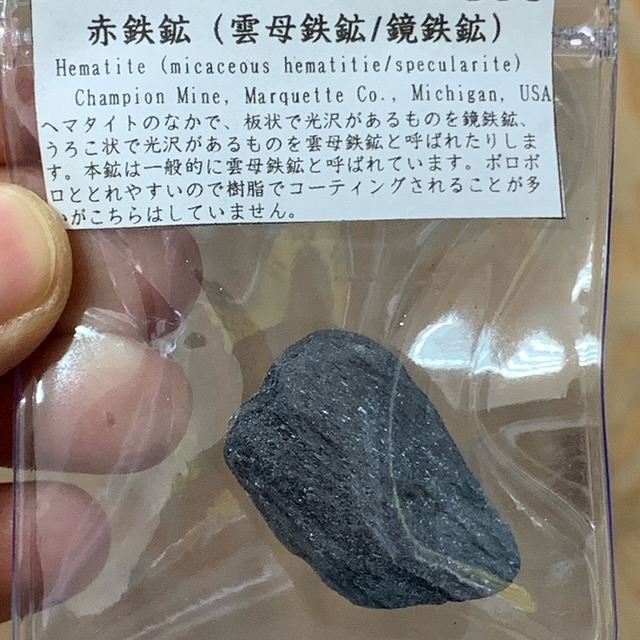 赤鉄鉱（雲母鉄鉱/鏡鉄鉱）
Hematite (micaceous hematitie/specularite)
Champion Mine, Marquette Co., Michigan, USA
ヘマタイトのなかで、板状で光沢があるものを鏡鉄鉱、
うろこ状で光沢があるものを雲母鉄鉱と呼ばれたりしま
す。本鉱は一般的に雲母鉄鉱と呼ばれています。ボロボ
ロととれやすいので樹脂でコーティングされることが多
いがこちらはしていません。